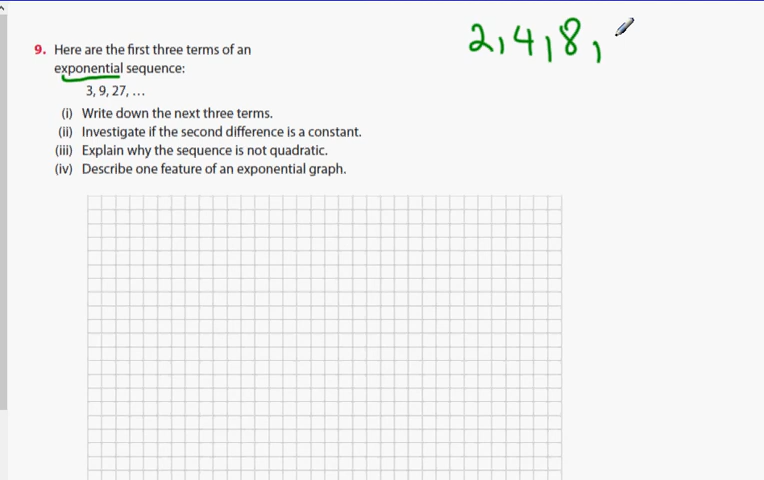 2, 4, 8,
9. Here are the first three terms of an
exponential sequence:
3, 9, 27, ...
(i) Write down the next three terms.
(ii) Investigate if the second difference is a constant.
(iii) Explain why the sequence is not quadratic.
(iv) Describe one feature of an exponential graph.